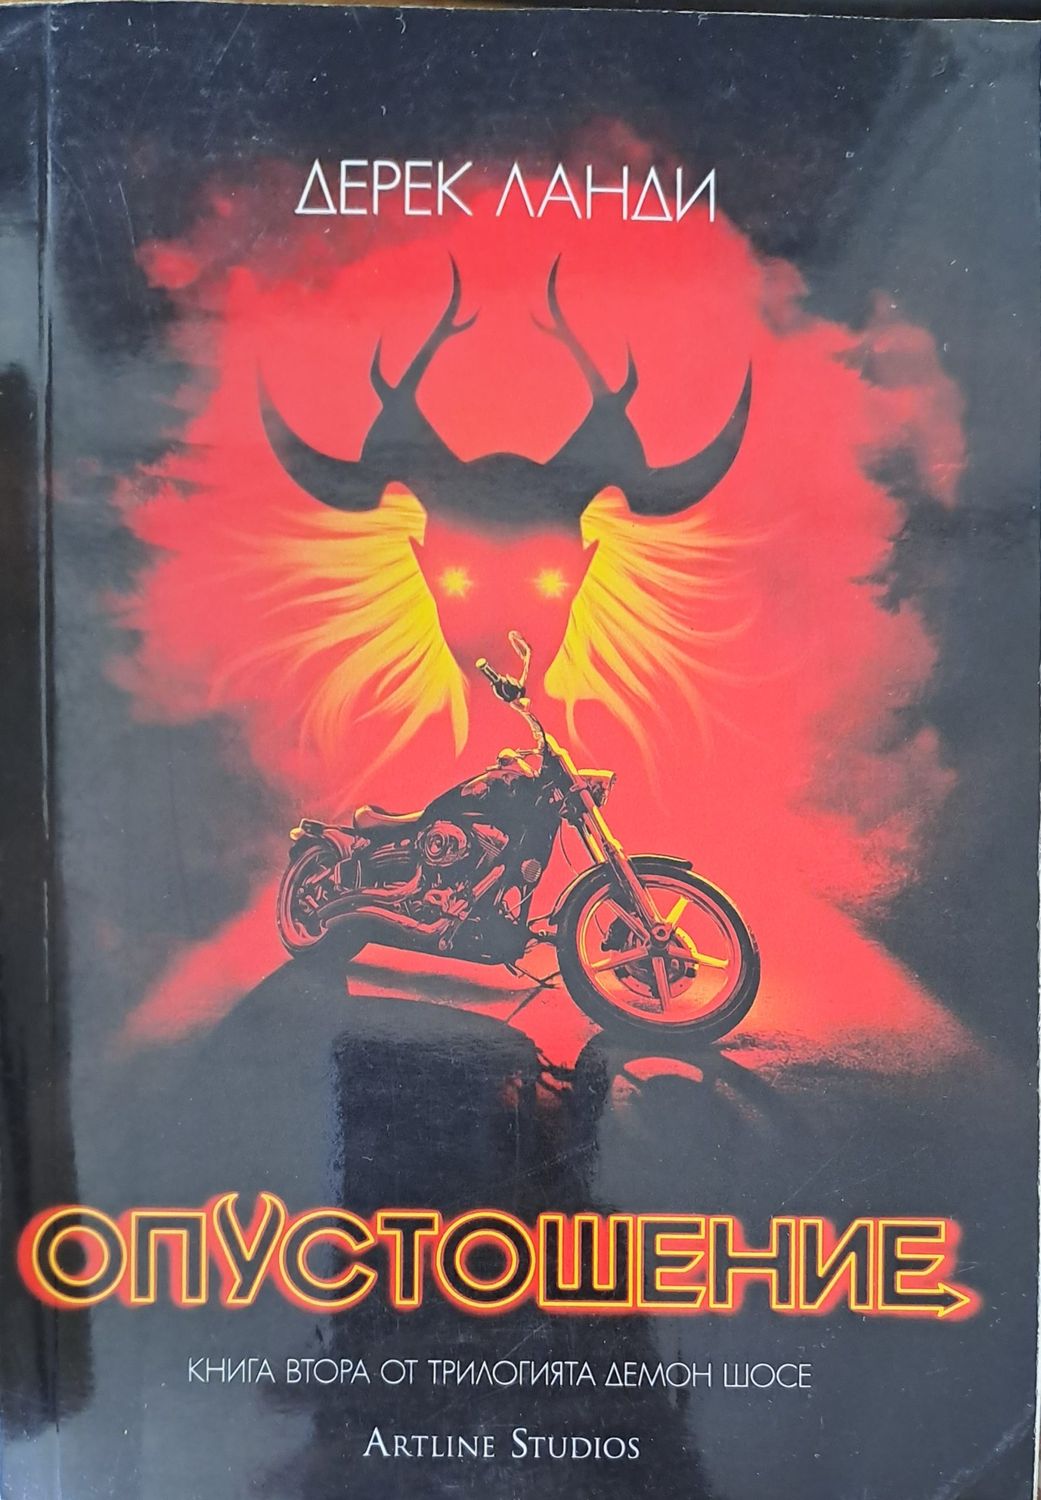 ДЕРЕК ЛАНДИ
ОПУСТОШЕНИЕ
КНИГА ВТОРА ОТ ТРИЛОГИЯТА ДЕМОН ШОСЕ
ARTLINE STUDIOS